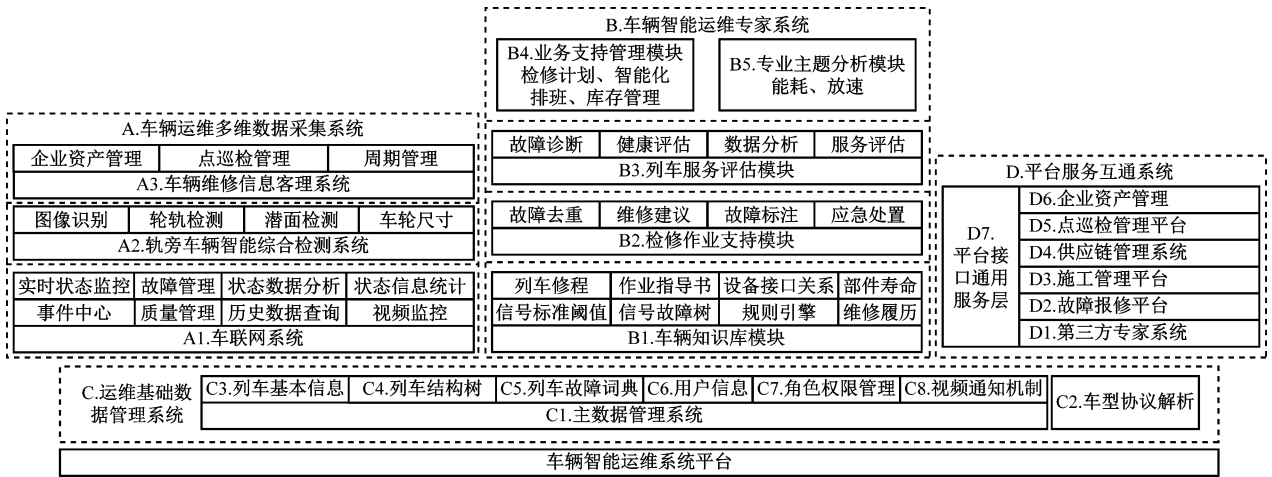 B.车辆智能运维专家系统
B4.业务支持管理模块
检修计划、智能化
排班、库存管理
B5.专业主题分析模块
能耗、放速
A.车辆运维多维数据采集系统
企业资产管理 点巡检管理 周期管理
A3.车辆维修信息客理系统
图像识别 轮轨检测 潜面检测 车轮尺寸
A2.轨旁车辆智能综合检测系统
实时状态监控 故障管理 状态数据分析 状态信息统计
事件中心 质量管理 历史数据查询 视频监控
A1.车联网系统
故障诊断 健康评估 数据分析 服务评估
B3.列车服务评估模块
故障去重 维修建议 故障标注 应急处置
B2.检修作业支持模块
列车修程 作业指导书 设备接口关系 部件寿命
信号标准阈值 信号故障树 规则引擎 维修履历
B1.车辆知识库模块
D.平台服务互通系统
D7.
平台接
口通用
服务层
D6.企业资产管理
D5.点巡检管理平台
D4.供应链管理系统
D3.施工管理平台
D2.故障报修平台
D1.第三方专家系统
C.运维基础数
据管理系统
C3.列车基本信息 C4.列车结构树 C5.列车故障词典 C6.用户信息 C7.角色权限管理 C8.视频通知机制
C1.主数据管理系统
C2.车型协议解析
车辆智能运维系统平台